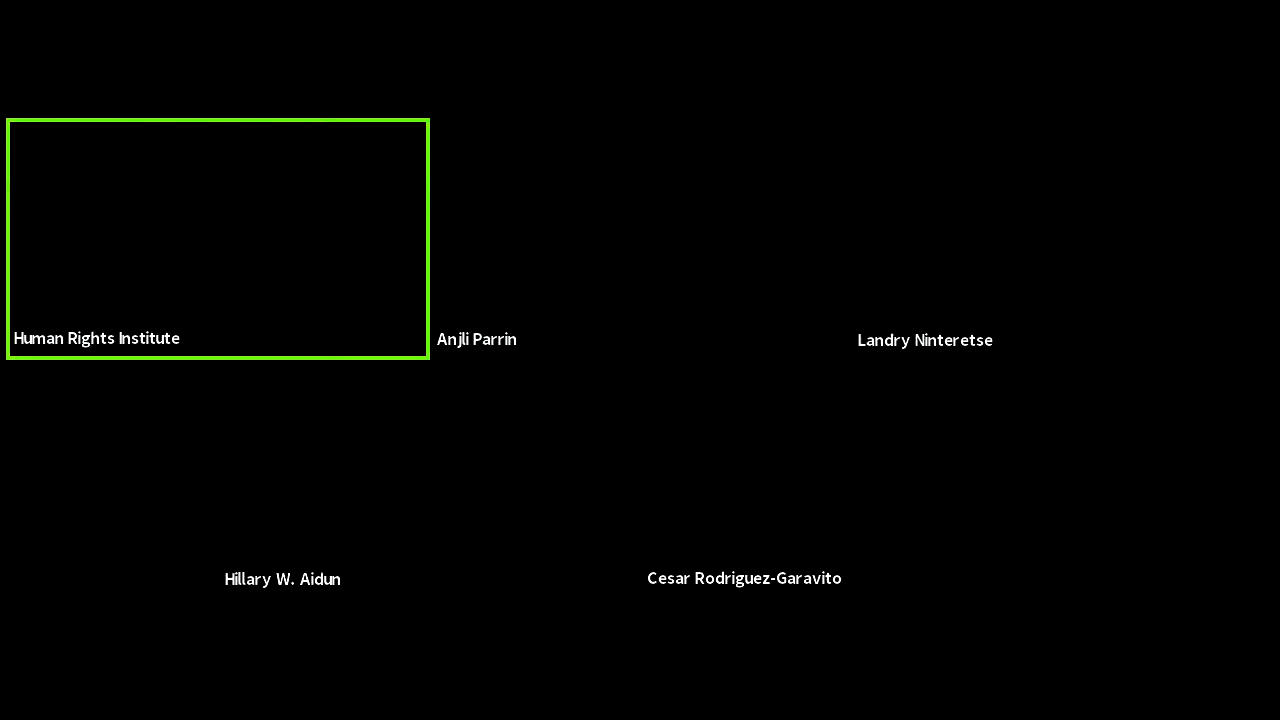 Human Rights Institute
Anjli Parrin
Landry Ninteretse
Hillary W. Aidun
Cesar Rodriguez-Garavito